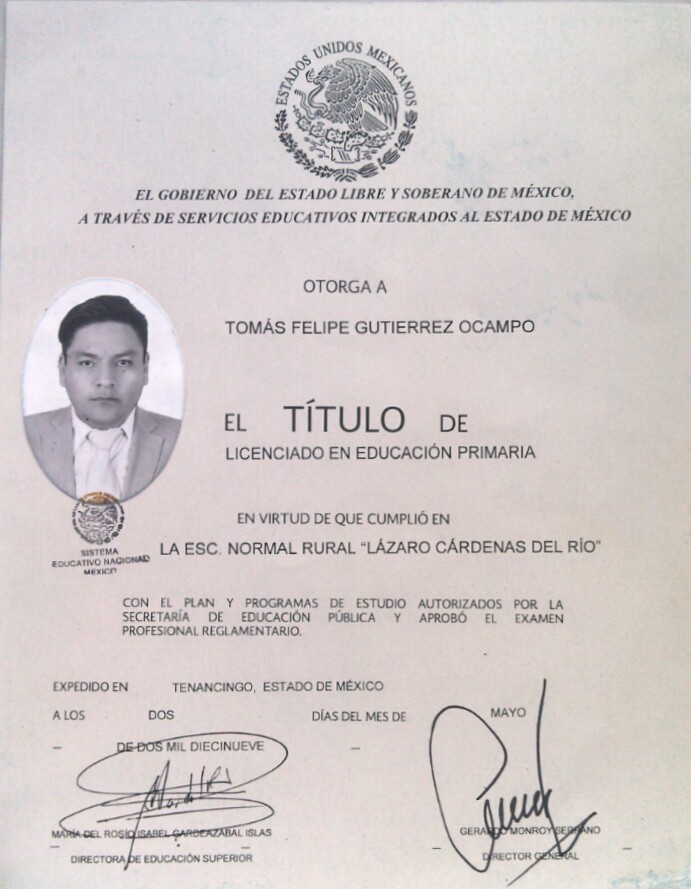 ESTADOS UNIDOS MEXICANOS
EL GOBIERNO DEL ESTADO LIBRE Y SOBERANO DE MÉXICO,
A TRAVÉS DE SERVICIOS EDUCATIVOS INTEGRADOS AL ESTADO DE MÉXICO
OTORGA A
TOMÁS FELIPE GUTIERREZ OCAMPO
EL TÍTULO DE
LICENCIADO EN EDUCACIÓN PRIMARIA
EN VIRTUD DE QUE CUMPLIÓ EN
LA ESC. NORMAL RURAL “LÁZARO CÁRDENAS DEL RÍO”
SISTEMA
EDUCATIVO NACIONAL
MEXICO
CON EL PLAN Y PROGRAMAS DE ESTUDIO AUTORIZADOS POR LA
SECRETARÍA DE EDUCACIÓN PÚBLICA Y APROBÓ EL EXAMEN
PROFESIONAL REGLAMENTARIO.
EXPEDIDO EN TENANCINGO, ESTADO DE MÉXICO
A LOS DOS DÍAS DEL MES DE MAYO
DE DOS MIL DIECINUEVE
MARÍA DEL ROSÍO ISABEL GARDEAZABAL ISLAS
DIRECTORA DE EDUCACIÓN SUPERIOR
GERARDO MONROY SERRANO
DIRECTOR GENERAL